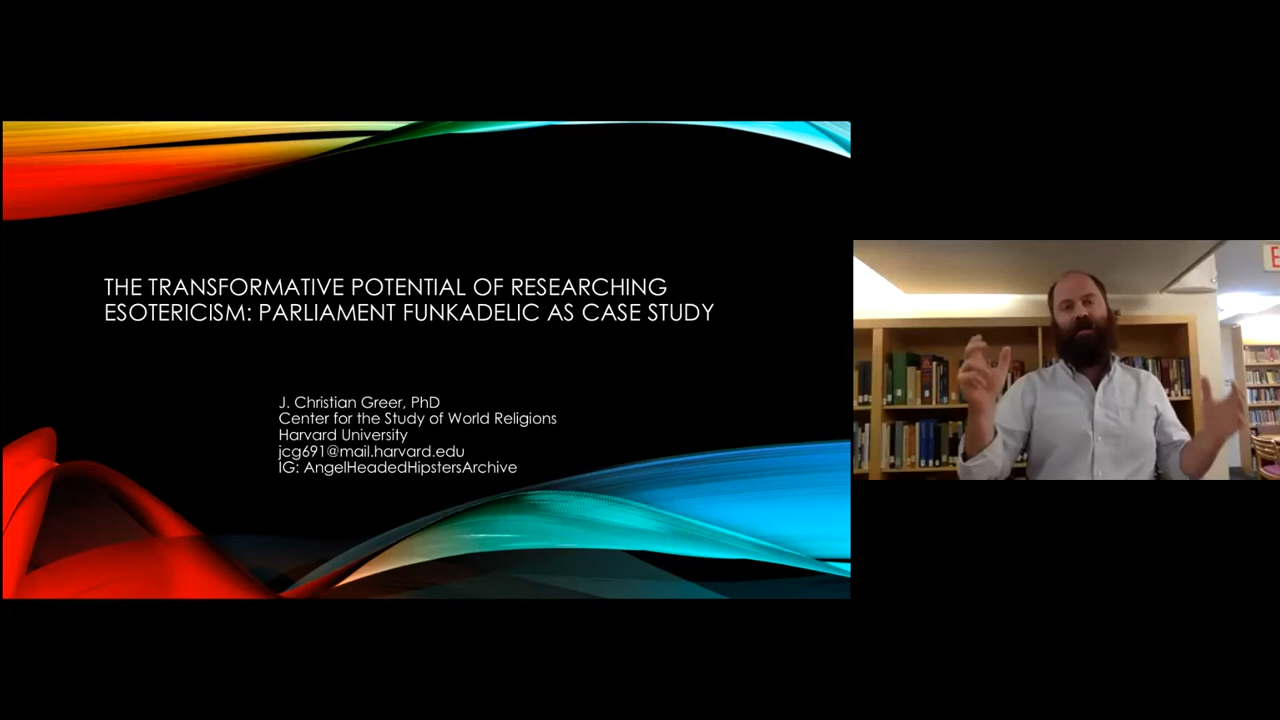 THE TRANSFORMATIVE POTENTIAL OF RESEARCHING
ESOTERICISM: PARLIAMENT FUNKADELIC AS CASE STUDY
J. Christian Greer, PhD
Center for the Study of World Religions
Harvard University
jcg691@mail.harvard.edu
IG: AngelHeadedHipstersArchive
E